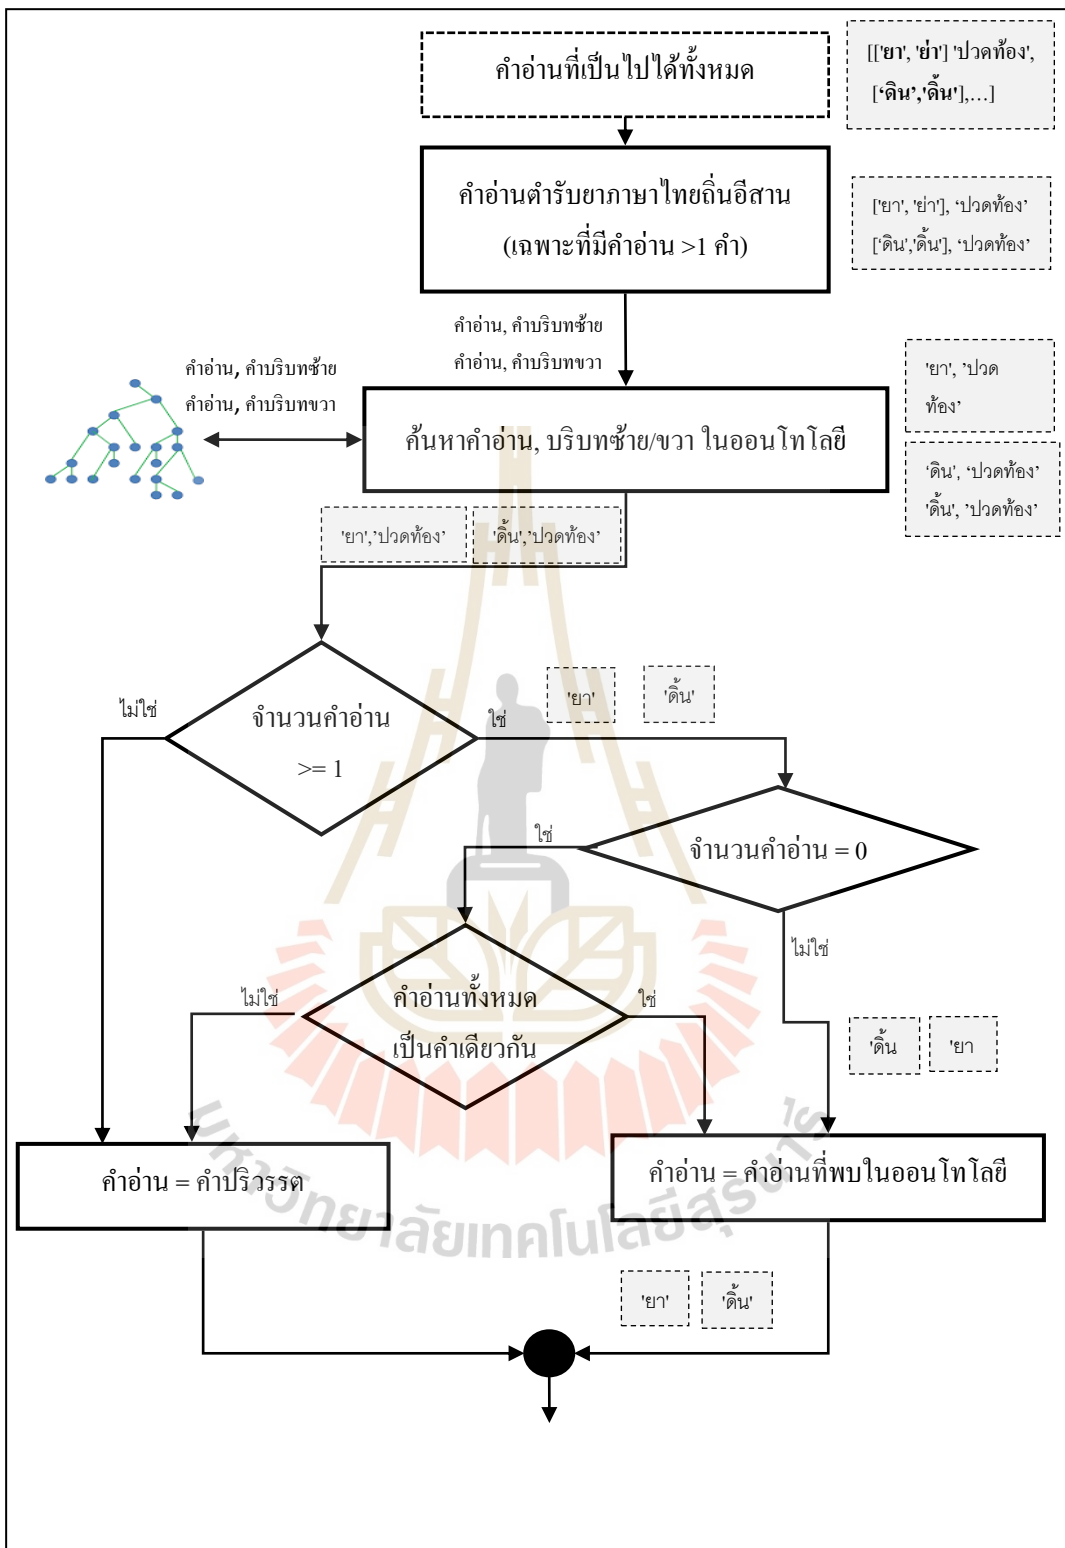 คำอ่านที่เป็นไปได้ทั้งหมด
[['ยา', 'ย่า'] 'ปวดท้อง',
[‘ดิน’,'ดิ้น'],...]
คำอ่านตำรับยาภาษาไทยถิ่นอีสาน
(เฉพาะที่มีคำอ่าน >1 คำ)
['ยา', 'ย่า'], ‘ปวดท้อง’
[‘ดิน’,'ดิ้น'], ‘ปวดท้อง’
คำอ่าน, คำบริบทซ้าย
คำอ่าน, คำบริบทขวา
คำอ่าน, คำบริบทซ้าย
คำอ่าน, คำบริบทขวา
ค้นหาคำอ่าน, บริบทซ้าย/ขวา ในออนโทโลยี
'ยา', ’ปวด
ท้อง’
‘ดิน’, ‘ปวดท้อง’
'ดิ้น’, ’ปวดท้อง’
'ยา’,’ปวดท้อง’
'ดิ้น’,’ปวดท้อง’
ไม่ใช่
จำนวนคำอ่าน
>= 1
ใช่
'ยา'
'ดิ้น'
ใช่
จำนวนคำอ่าน = 0
ไม่ใช่
ไม่ใช่
คำอ่านทั้งหมด
เป็นคำเดียวกัน
ใช่
'ดิ้น
'ยา
คำอ่าน = คำปริวรรต
คำอ่าน = คำอ่านที่พบในออนโทโลยี
มหาวิทยาลัยเทคโนโลยีสุรนารี
'ยา'
'ดิ้น'